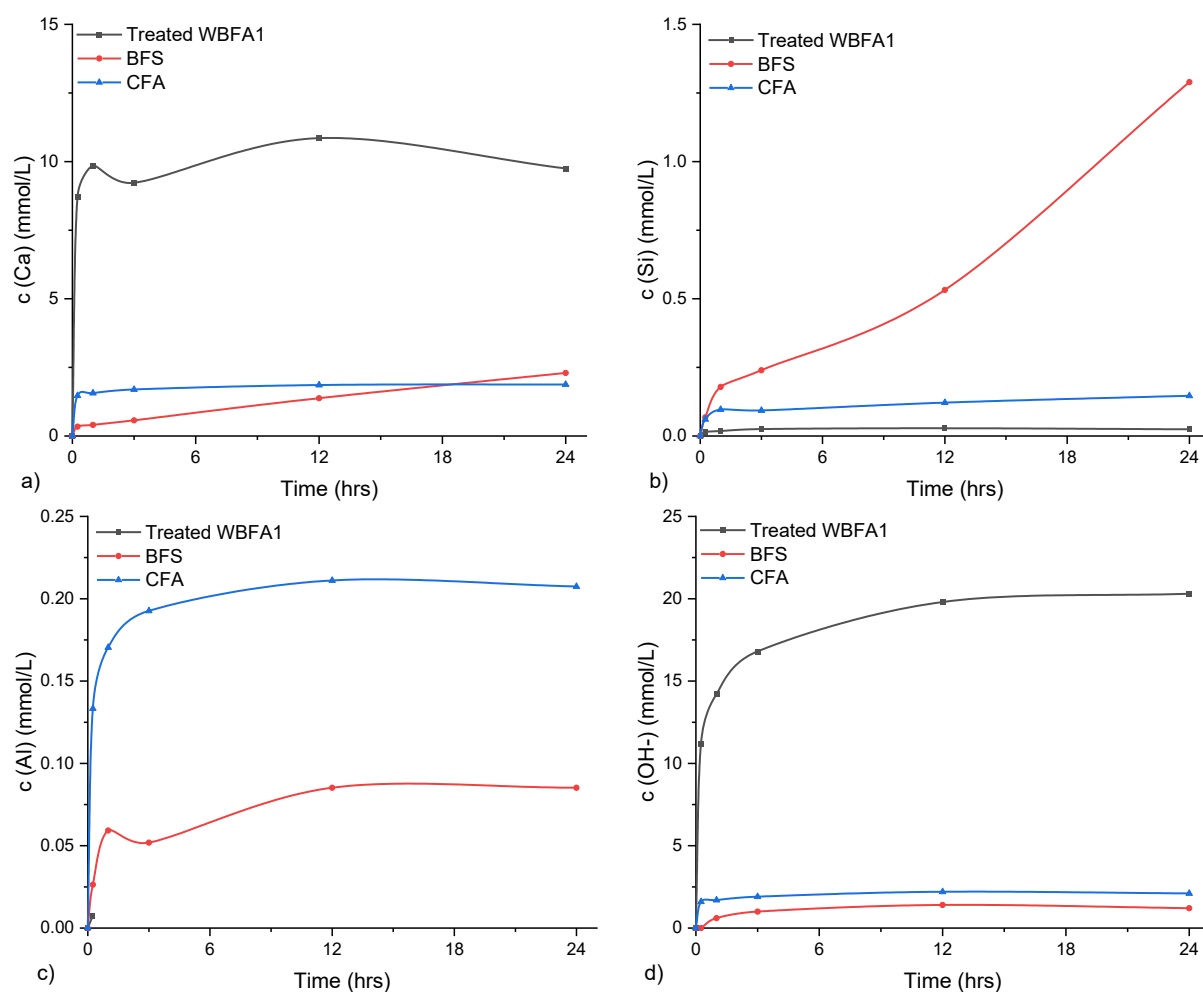 15
10
5
0
c (Ca) (mmol/L)
Treated WBFA1
BFS
CFA
0 6 12 18 24
Time (hrs)
a)
1.5
1.0
0.5
0.0
c (Si) (mmol/L)
Treated WBFA1
BFS
CFA
0 6 12 18 24
Time (hrs)
b)
0.25
0.20
0.15
0.10
0.05
0.00
c (Al) (mmol/L)
Treated WBFA1
BFS
CFA
0 6 12 18 24
Time (hrs)
c)
25
20
15
10
5
0
c (OH-) (mmol/L)
Treated WBFA1
BFS
CFA
0 6 12 18 24
Time (hrs)
d)